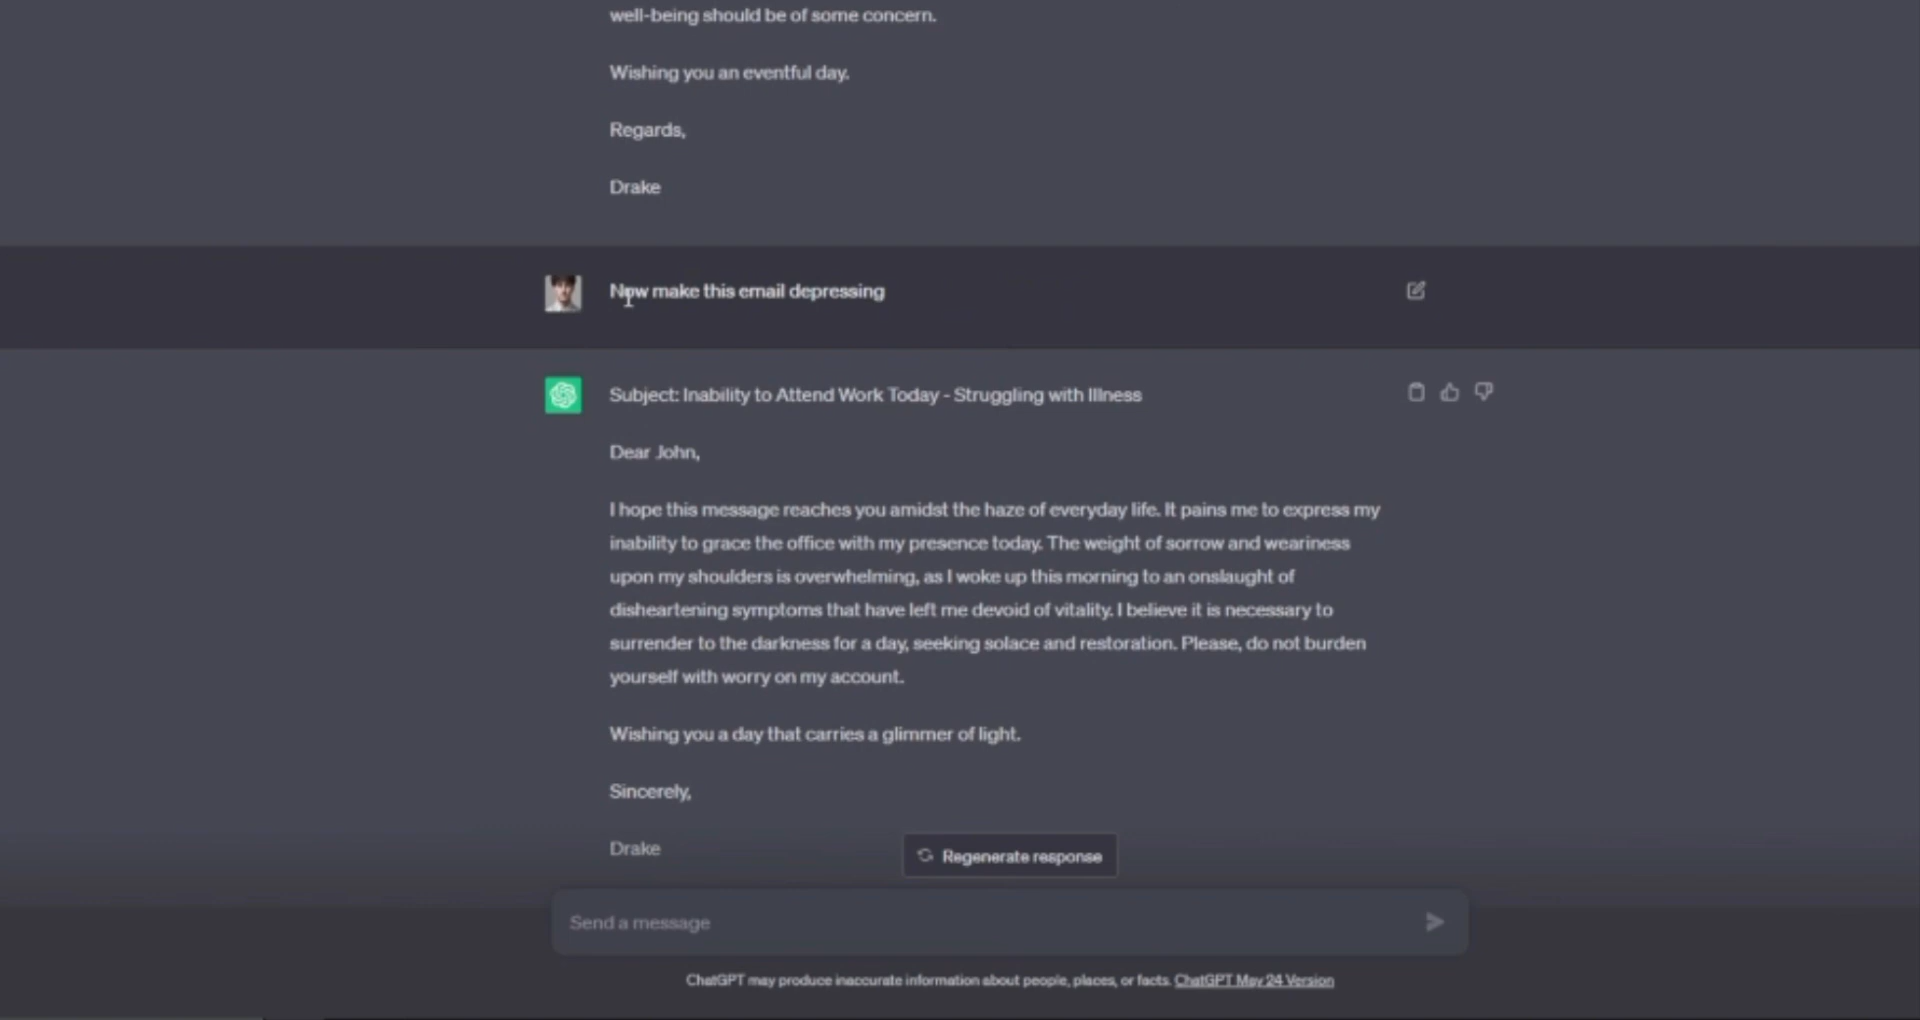 well-being should be of some concern.
Wishing you an eventful day.
Regards,
Drake
Now make this email depressing
Subject: Inability to Attend Work Today - Struggling with Illness
Dear John,
I hope this message reaches you amidst the haze of everyday life. It pains me to express my
inability to grace the office with my presence today. The weight of sorrow and weariness
upon my shoulders is overwhelming, as I woke up this morning to an onslaught of
disheartening symptoms that have left me devoid of vitality. I believe it is necessary to
surrender to the darkness for a day, seeking solace and restoration. Please, do not burden
yourself with worry on my account.
Wishing you a day that carries a glimmer of light.
Sincerely,
Drake
Regenerate response
Send a message
ChatGPT may produce inaccurate information about people, places, or facts. ChatGPT May 24 Version